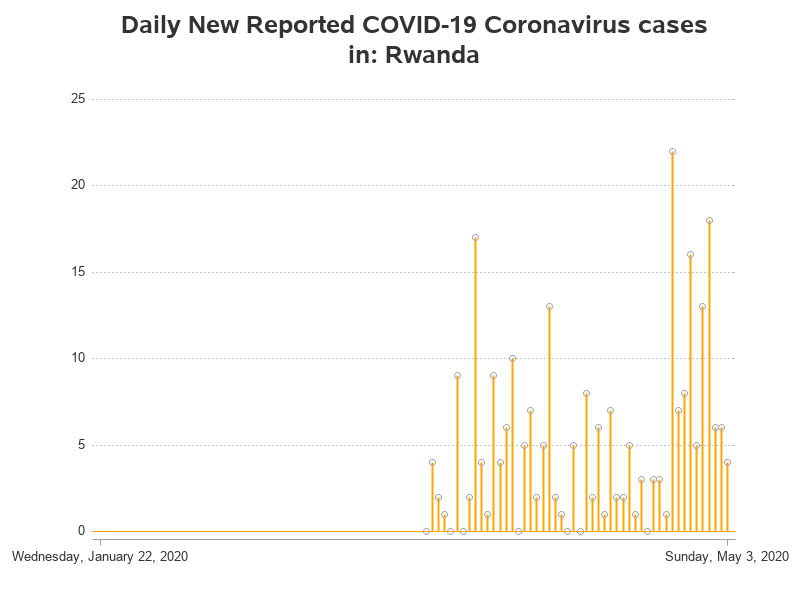 Daily New Reported COVID-19 Coronavirus cases
in: Rwanda
25
20
15
10
5
0
Wednesday, January 22, 2020 Sunday, May 3, 2020